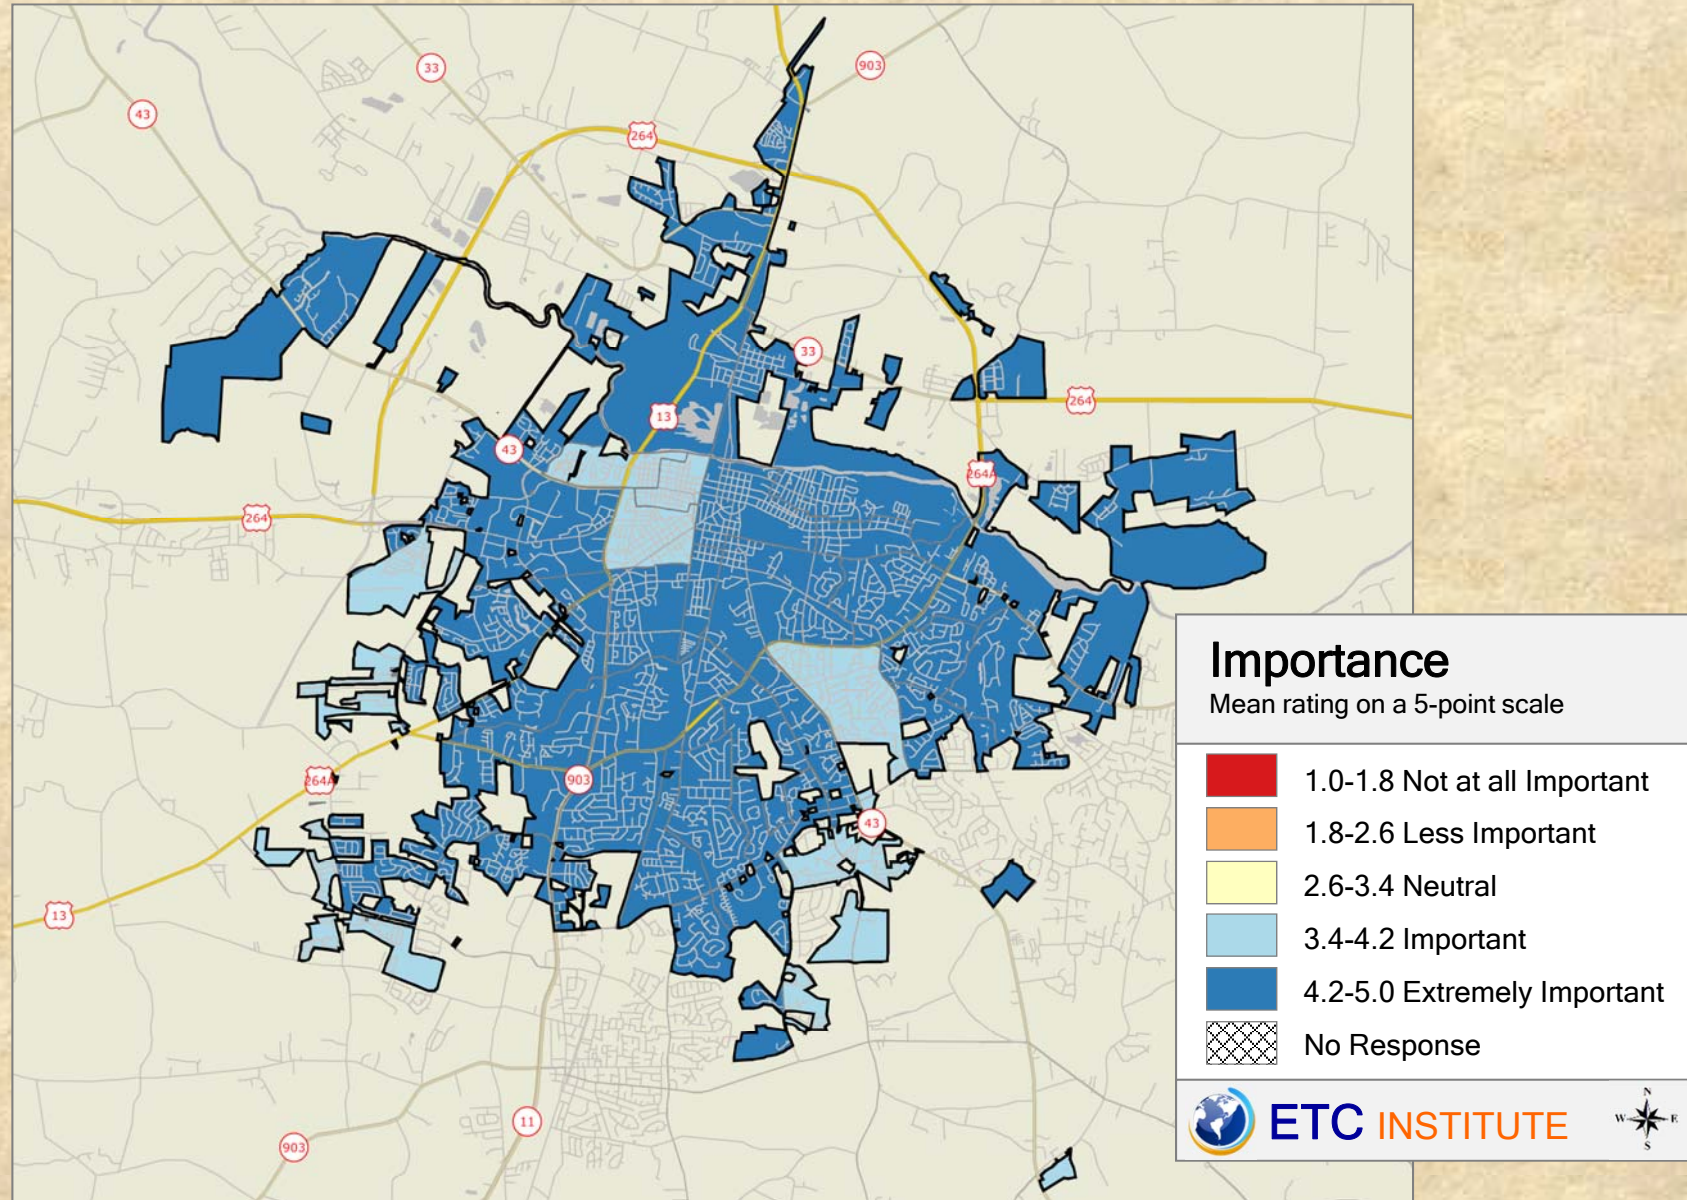 33
903
43
264
33
264
13
43
264A
264
264A
903
43
13
11
903
Importance
Mean rating on a 5-point scale
1.0-1.8 Not at all Important
1.8-2.6 Less Important
2.6-3.4 Neutral
3.4-4.2 Important
4.2-5.0 Extremely Important
No Response
ETC INSTITUTE
N
W E
S